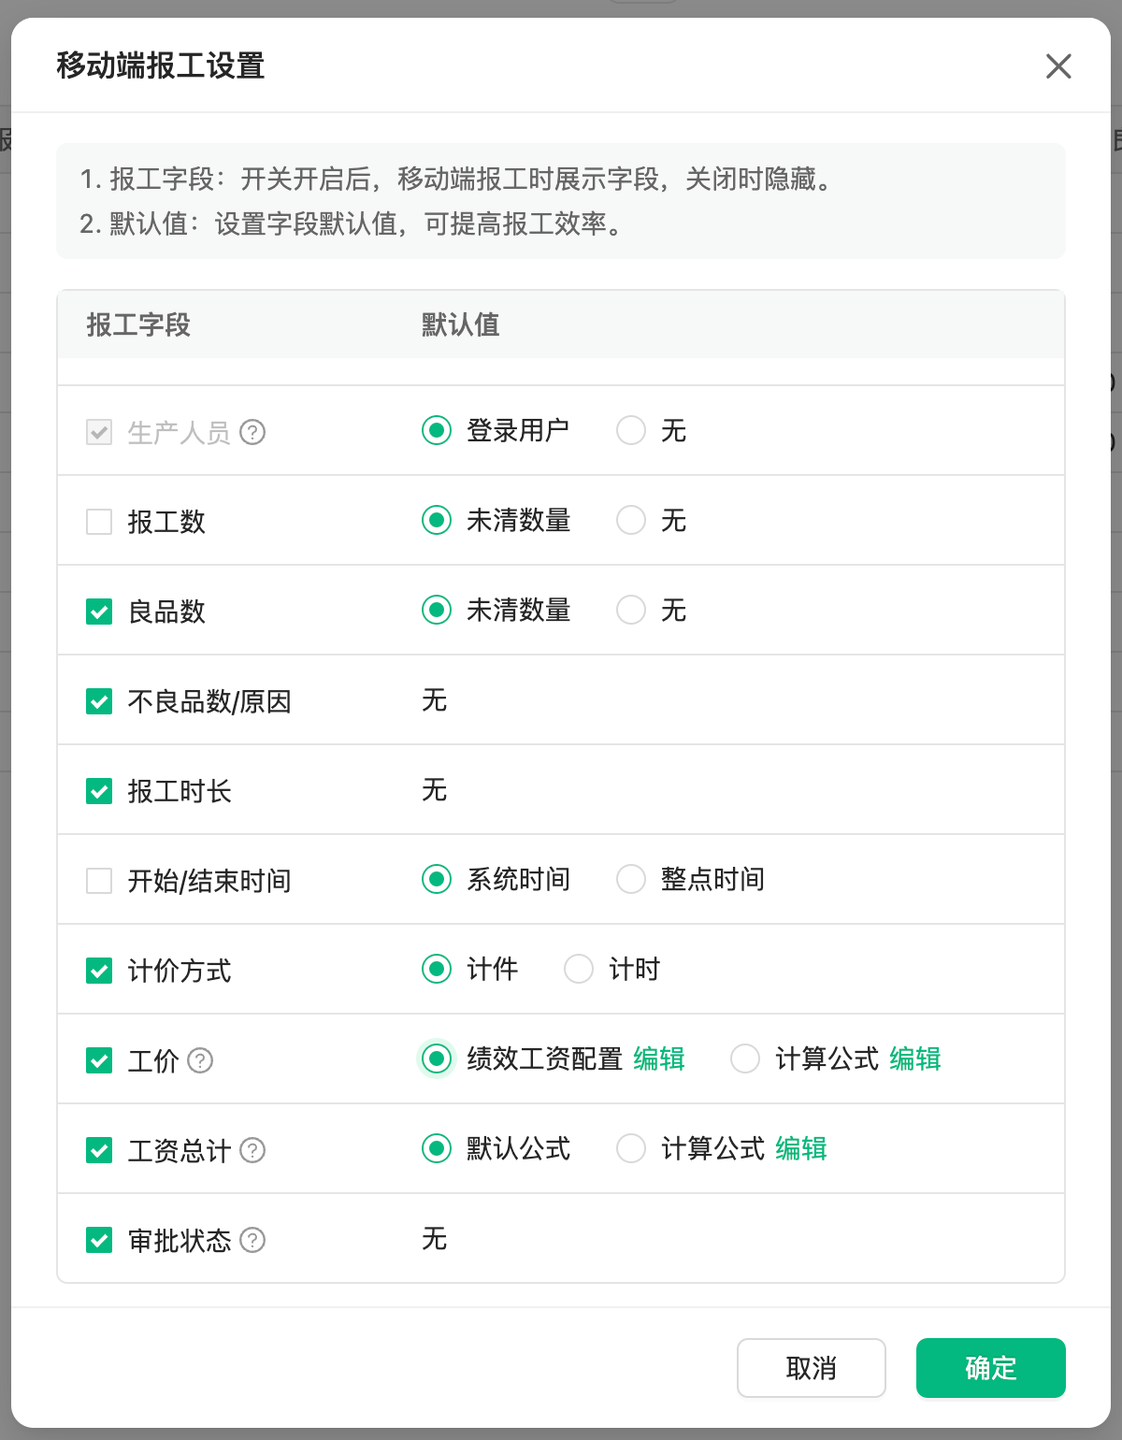 移动端报工设置
1. 报工字段：开关开启后，移动端报工时展示字段，关闭时隐藏。
2. 默认值：设置字段默认值，可提高报工效率。
报工字段 默认值
生产人员 ? 登录用户 无
报工数 未清数量 无
良品数 未清数量 无
不良品数/原因 无
报工时长 无
开始/结束时间 系统时间 整点时间
计价方式 计件 计时
工价 ? 绩效工资配置 编辑 计算公式 编辑
工资总计 ? 默认公式 计算公式 编辑
审批状态 ? 无
取消 确定